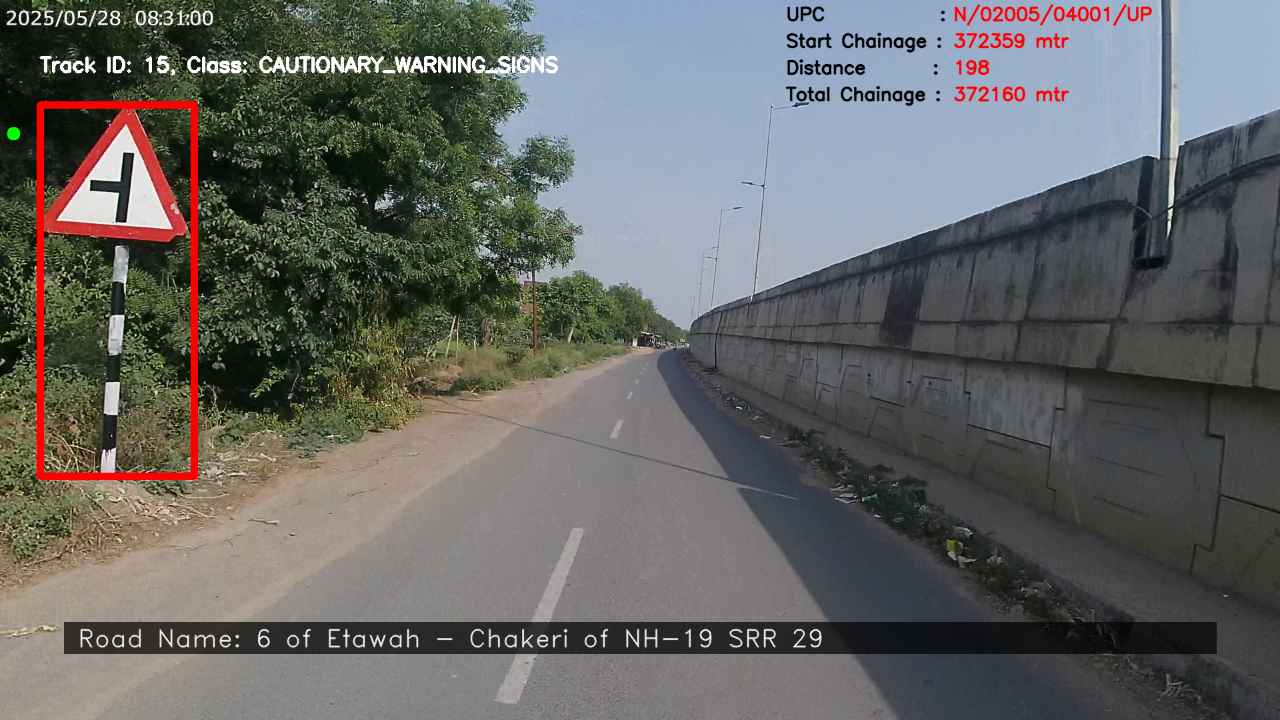 2025/05/28 08:31:00
UPC : N/02005/04001/UP
Start Chainage : 372359 mtr
Distance : 198
Total Chainage : 372160 mtr
Track ID: 15, Class: CAUTIONARY_WARNING_SIGNS
Road Name: 6 of Etawah - Chakeri of NH-19 SRR 29